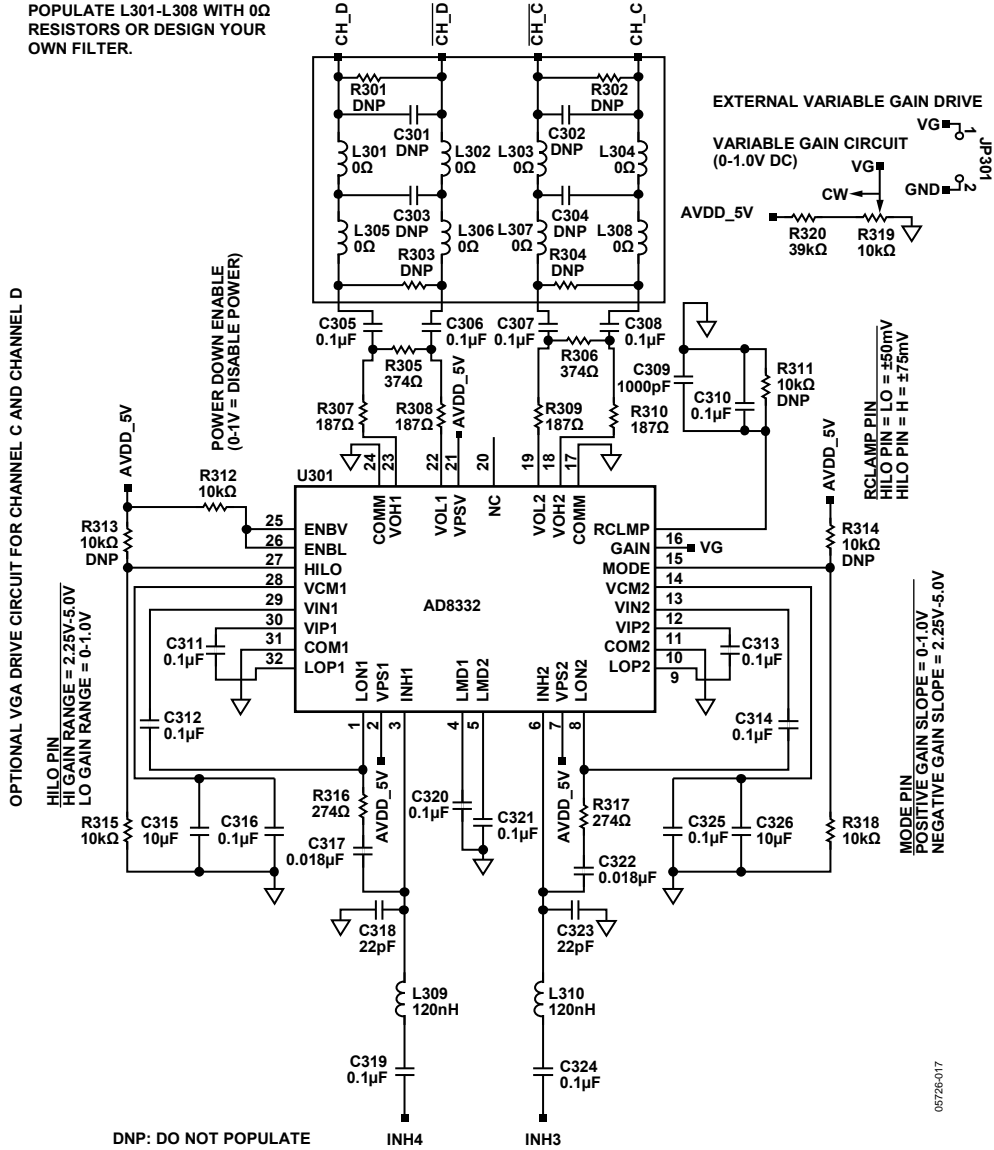 POPULATE L301-L308 WITH 0Ω
RESISTORS OR DESIGN YOUR
OWN FILTER.
CH_D
CH_D
CH_C
CH_C
R301
DNP
R302
DNP
C301
DNP
C302
DNP
L301
0Ω
L302
0Ω
L303
0Ω
L304
0Ω
C303
DNP
C304
DNP
L305
0Ω
L306
0Ω
L307
0Ω
L308
0Ω
R303
DNP
R304
DNP
EXTERNAL VARIABLE GAIN DRIVE
VARIABLE GAIN CIRCUIT
(0-1.0V DC)
VG
1
JP301
GND
2
VG
CW
AVDD_5V
R320
39kΩ
R319
10kΩ
OPTIONAL VGA DRIVE CIRCUIT FOR CHANNEL C AND CHANNEL D
POWER DOWN ENABLE
(0-1V = DISABLE POWER)
C305
0.1µF
C306
0.1µF
C307
0.1µF
C308
0.1µF
R305
374Ω
R306
374Ω
R307
187Ω
R308
187Ω
AVDD_5V
R309
187Ω
R310
187Ω
C309
1000pF
C310
0.1µF
R311
10kΩ
DNP
RCLAMP PIN
HILO PIN = LO = ±50mV
HILO PIN = H = ±75mV
AVDD_5V
R312
10kΩ
R313
10kΩ
DNP
AVDD_5V
R314
10kΩ
DNP
U301
24
23
22
21
20
19
18
17
COMM
VOH1
VOL1
VPSV
NC
VOL2
VOH2
COMM
25
ENBV
26
ENBL
27
HILO
28
VCM1
29
VIN1
30
VIP1
31
COM1
32
LOP1
AD8332
RCLMP
16
GAIN
VG
15
MODE
14
VCM2
13
VIN2
12
VIP2
11
COM2
10
LOP2
9
LON1
VPS1
INH1
LMD1
LMD2
INH2
VPS2
LON2
1
2
3
4
5
6
7
8
C311
0.1µF
C312
0.1µF
C313
0.1µF
C314
0.1µF
HILO PIN
HI GAIN RANGE = 2.25V-5.0V
LO GAIN RANGE = 0-1.0V
MODE PIN
POSITIVE GAIN SLOPE = 0-1.0V
NEGATIVE GAIN SLOPE = 2.25V-5.0V
R315
10kΩ
C315
10µF
C316
0.1µF
R316
274Ω
AVDD_5V
C317
0.018µF
C320
0.1µF
C321
0.1µF
AVDD_5V
R317
274Ω
C322
0.018µF
C325
0.1µF
C326
10µF
R318
10kΩ
C318
22pF
C323
22pF
L309
120nH
L310
120nH
C319
0.1µF
C324
0.1µF
INH4
INH3
DNP: DO NOT POPULATE
05726-017